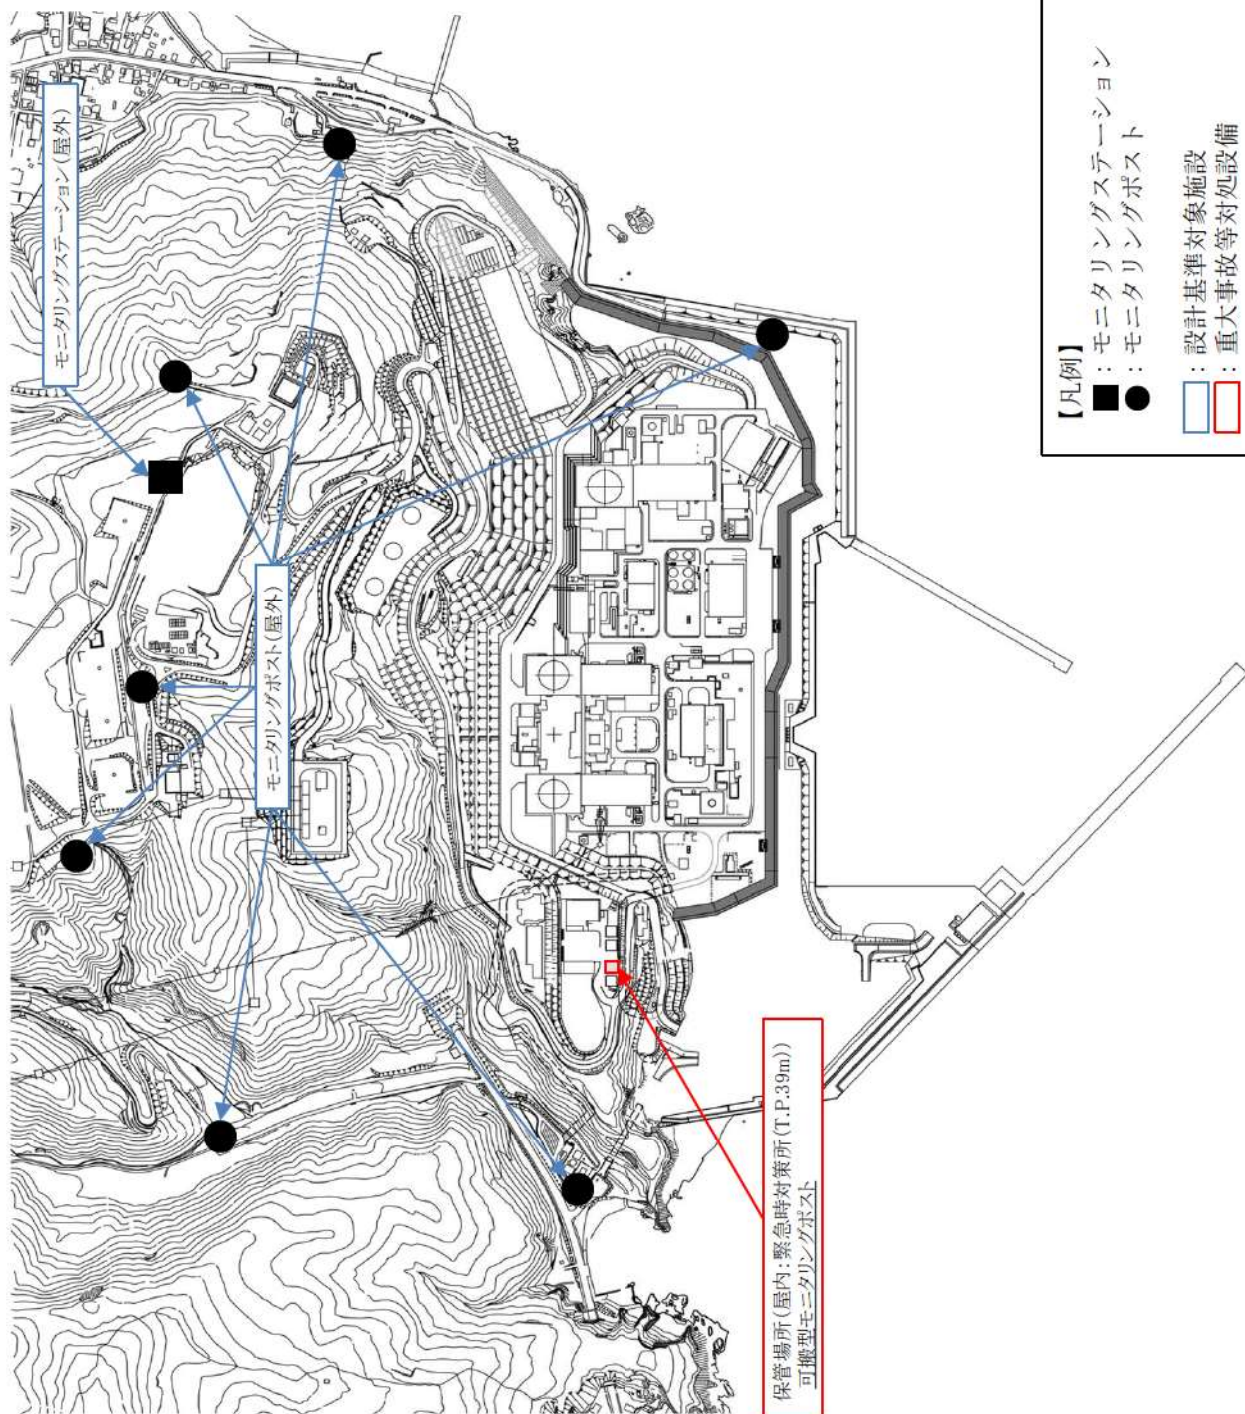 モニタリングステーション(屋外)
モニタリングポスト(屋外)
保管場所(屋内:緊急時対策所(T.P.39m))
可搬型モニタリングポスト
【凡例】
■:モニタリングステーション
●:モニタリングポスト
:設計基準対象施設
:重大事故等対処設備